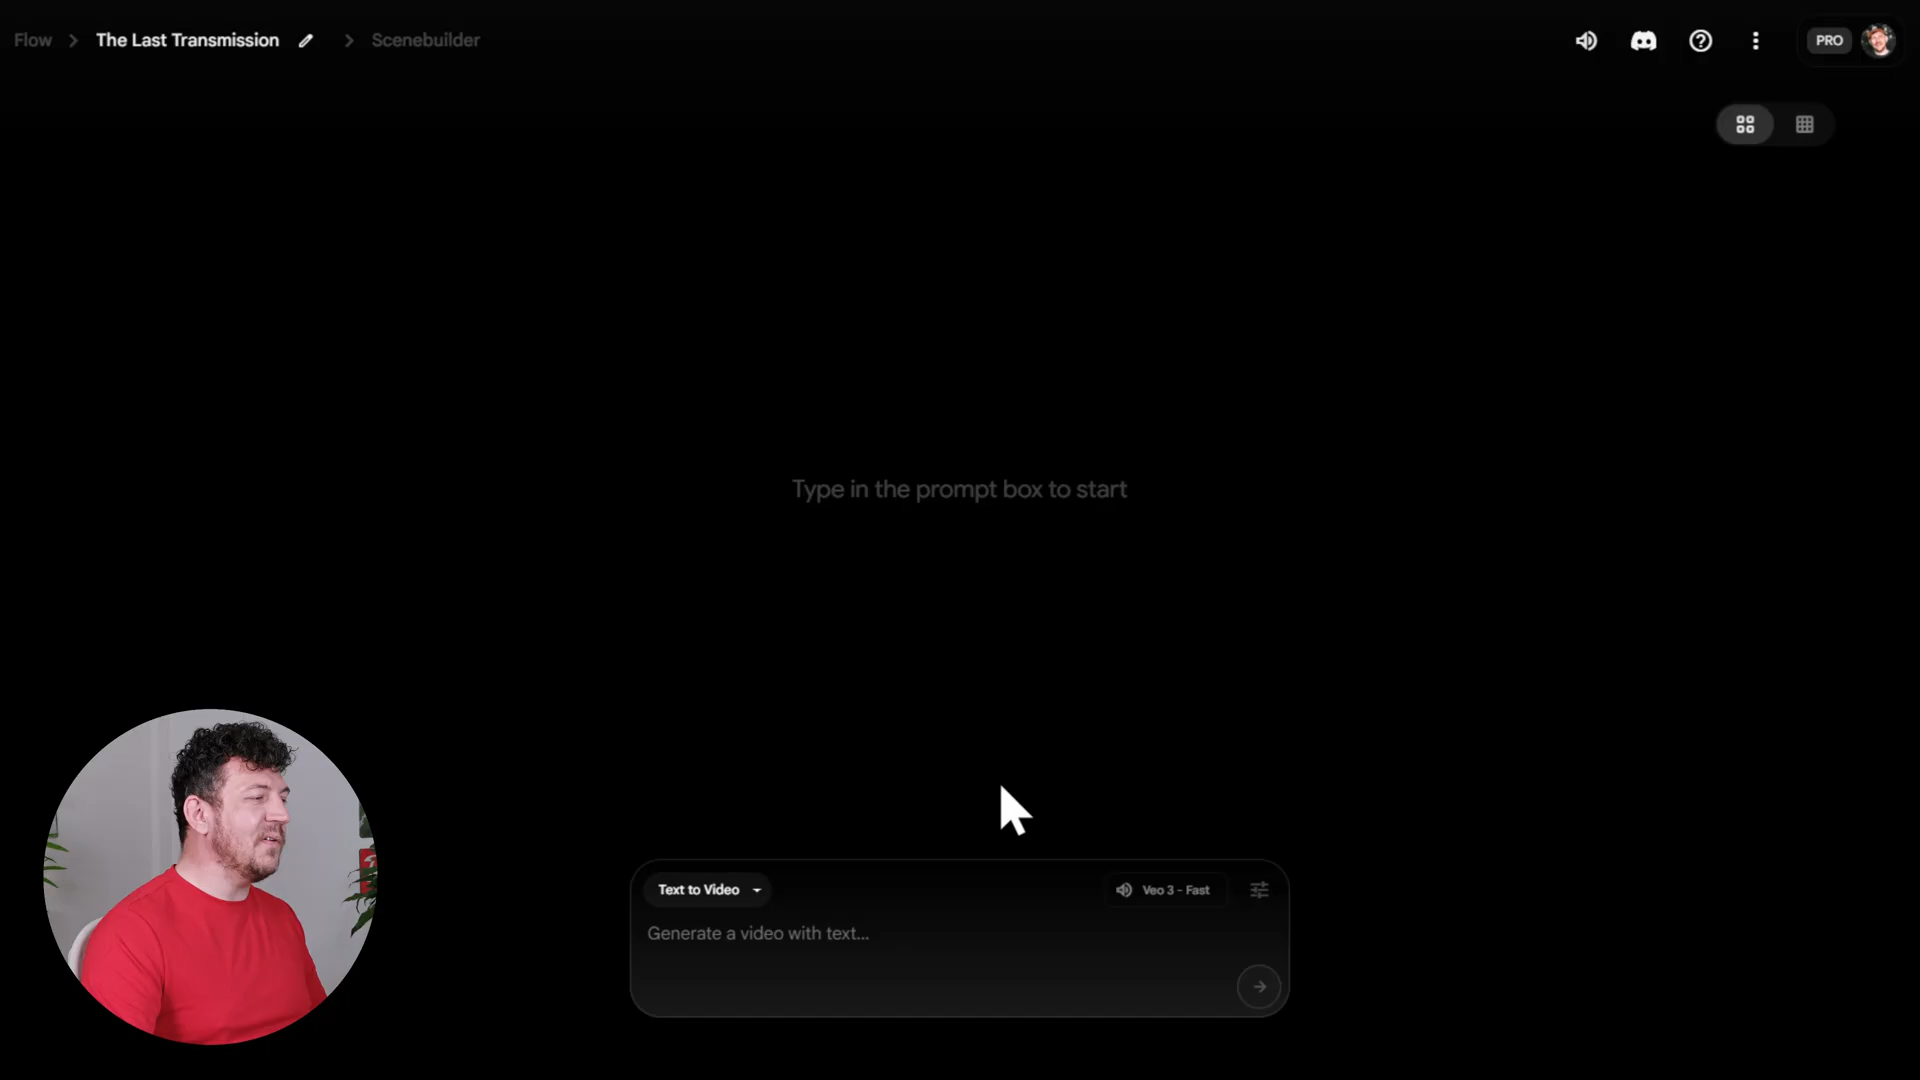 Flow > The Last Transmission > Scenebuilder
PRO
Type in the prompt box to start
Text to Video
Veo 3 - Fast
Generate a video with text...